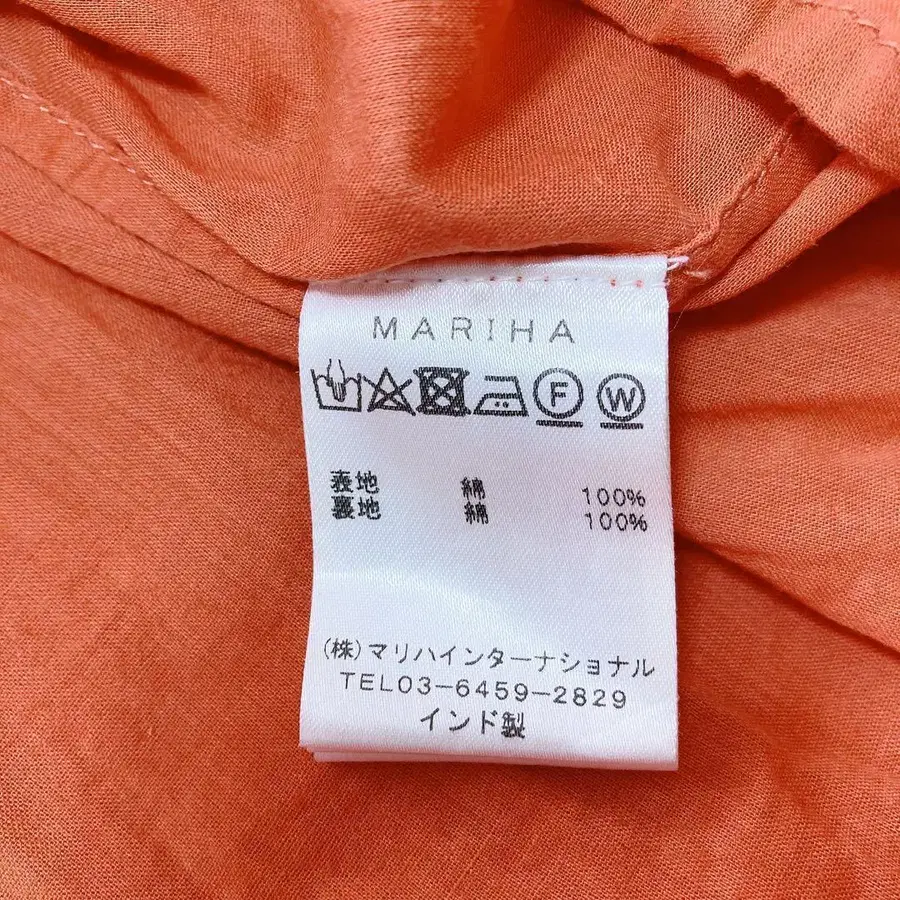 MARIHA
F W
表地 綿 100%
裏地 綿 100%
(株)マリハインターナショナル
TEL03-6459-2829
インド製